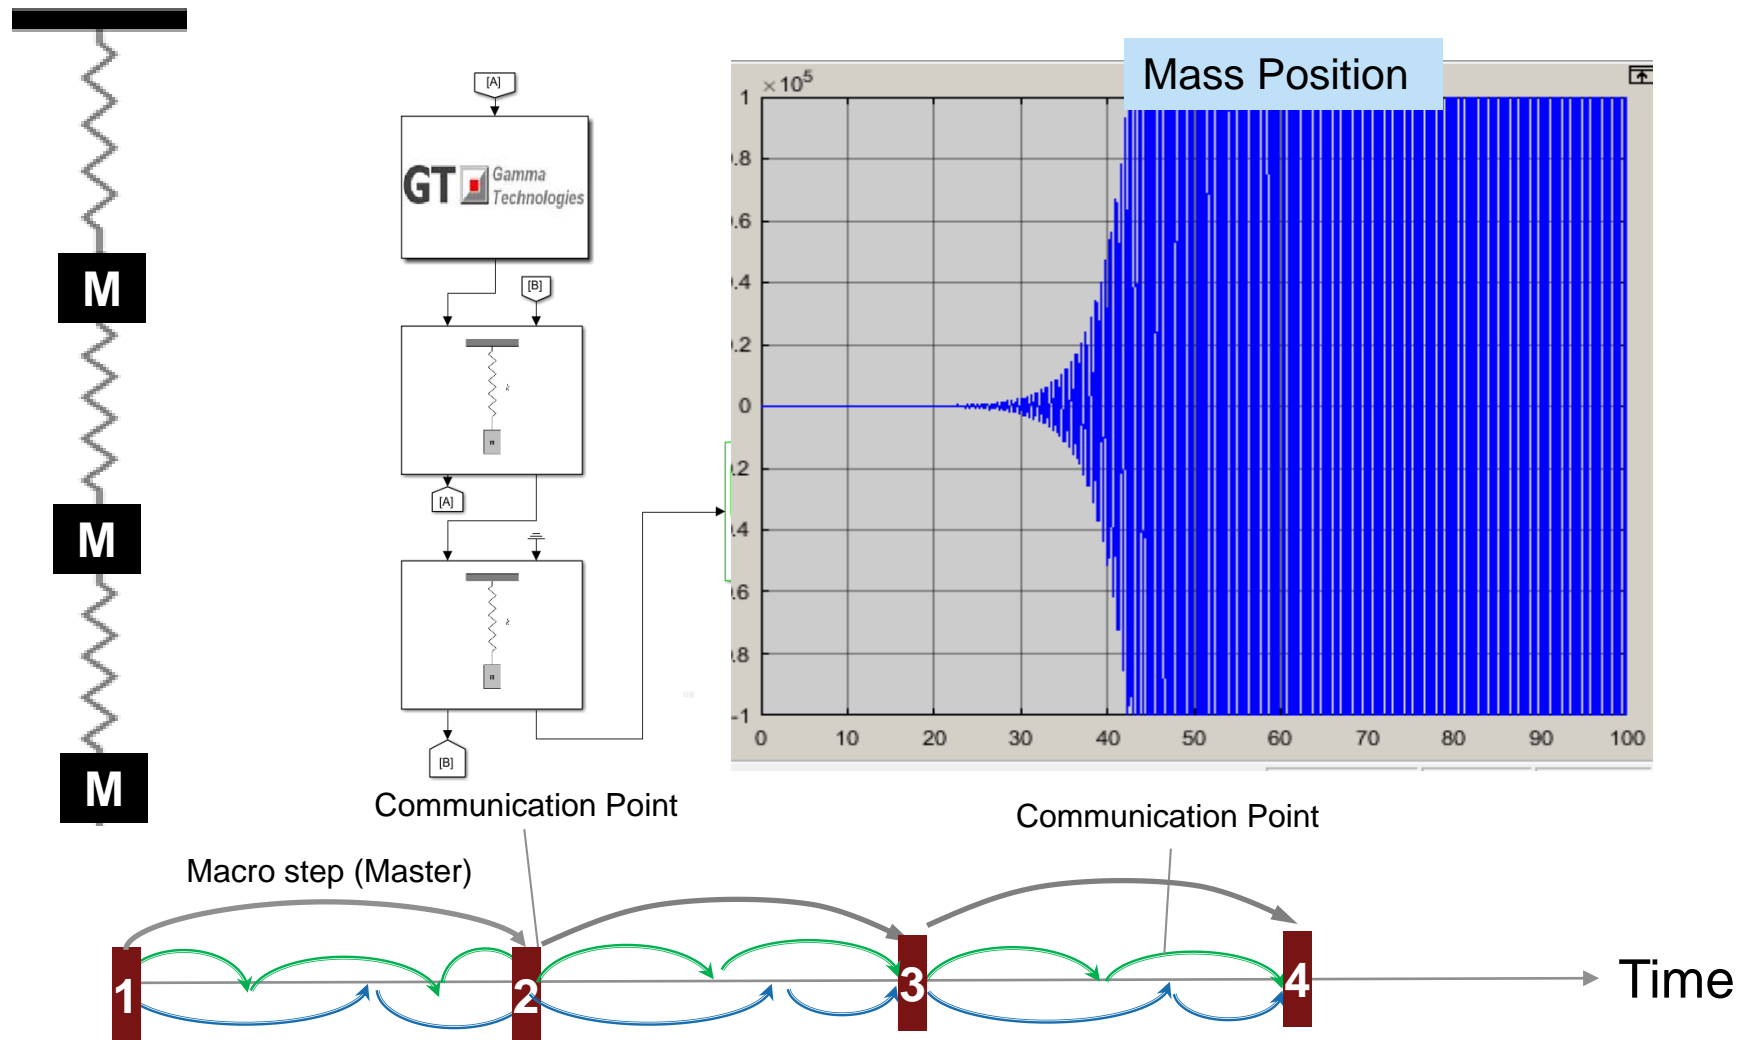 M
M
M
[A]
GT Gamma
Technologies
[B]
[A]
[B]
Mass Position
×10⁵
1
.8
.6
.4
.2
0
.2
.4
.6
.8
-1
0 10 20 30 40 50 60 70 80 90 100
Communication Point
Communication Point
Macro step (Master)
1 2 3 4
Time